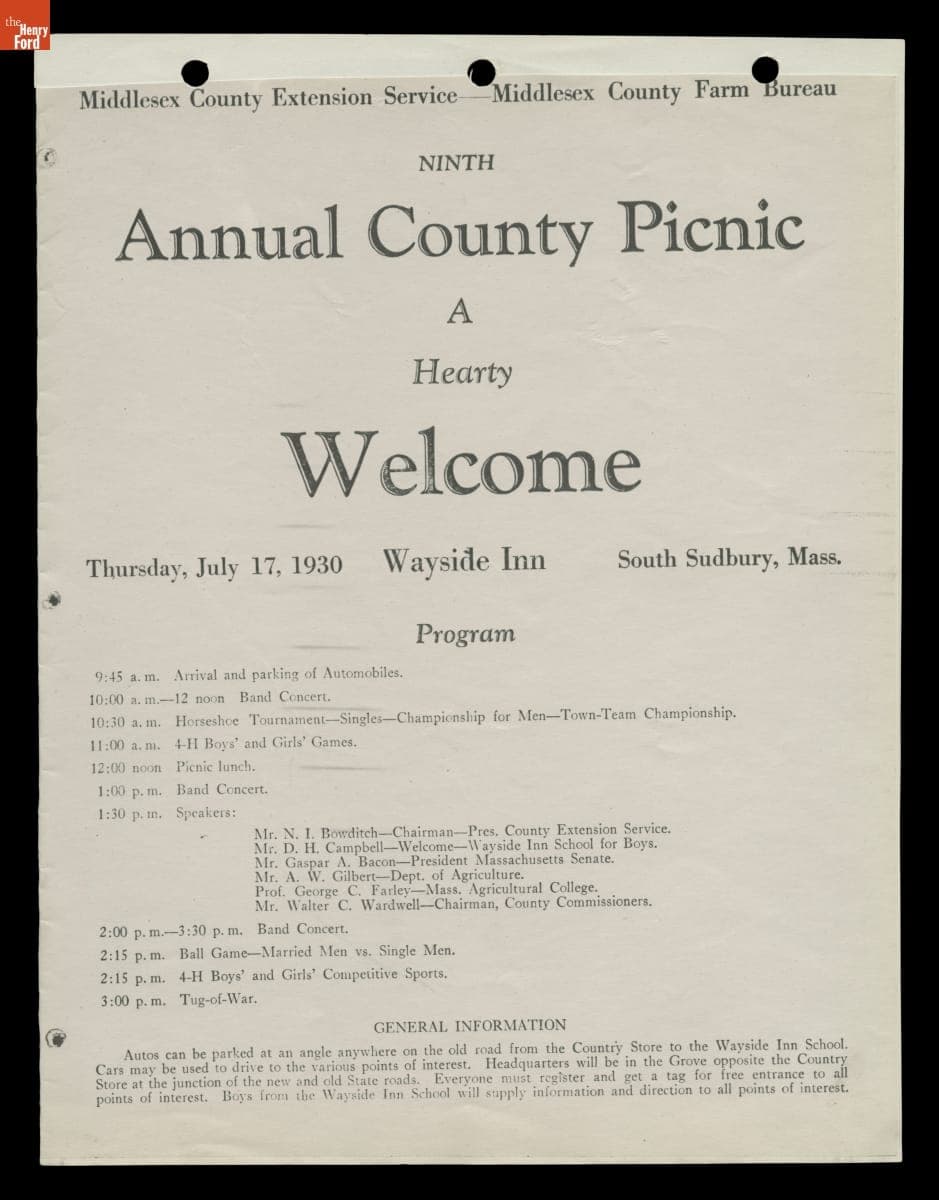 the
Henry
Ford
Middlesex County Extension Service—Middlesex County Farm Bureau
NINTH
Annual County Picnic
A
Hearty
Welcome
Thursday, July 17, 1930 Wayside Inn South Sudbury, Mass.
Program
9:45 a. m. Arrival and parking of Automobiles.
10:00 a. m.—12 noon Band Concert.
10:30 a. m. Horseshoe Tournament—Singles—Championship for Men—Town-Team Championship.
11:00 a. m. 4-H Boys' and Girls' Games.
12:00 noon Picnic lunch.
1:00 p. m. Band Concert.
1:30 p. m. Speakers:
Mr. N. I. Bowditch—Chairman—Pres. County Extension Service.
Mr. D. H. Campbell—Welcome—Wayside Inn School for Boys.
Mr. Gaspar A. Bacon—President Massachusetts Senate.
Mr. A. W. Gilbert—Dept. of Agriculture.
Prof. George C. Farley—Mass. Agricultural College.
Mr. Walter C. Wardwell—Chairman, County Commissioners.
2:00 p. m.—3:30 p. m. Band Concert.
2:15 p. m. Ball Game—Married Men vs. Single Men.
2:15 p. m. 4-H Boys' and Girls' Competitive Sports.
3:00 p. m. Tug-of-War.
GENERAL INFORMATION
Autos can be parked at an angle anywhere on the old road from the Country Store to the Wayside Inn School.
Cars may be used to drive to the various points of interest. Headquarters will be in the Grove opposite the Country
Store at the junction of the new and old State roads. Everyone must register and get a tag for free entrance to all
points of interest. Boys from the Wayside Inn School will supply information and direction to all points of interest.